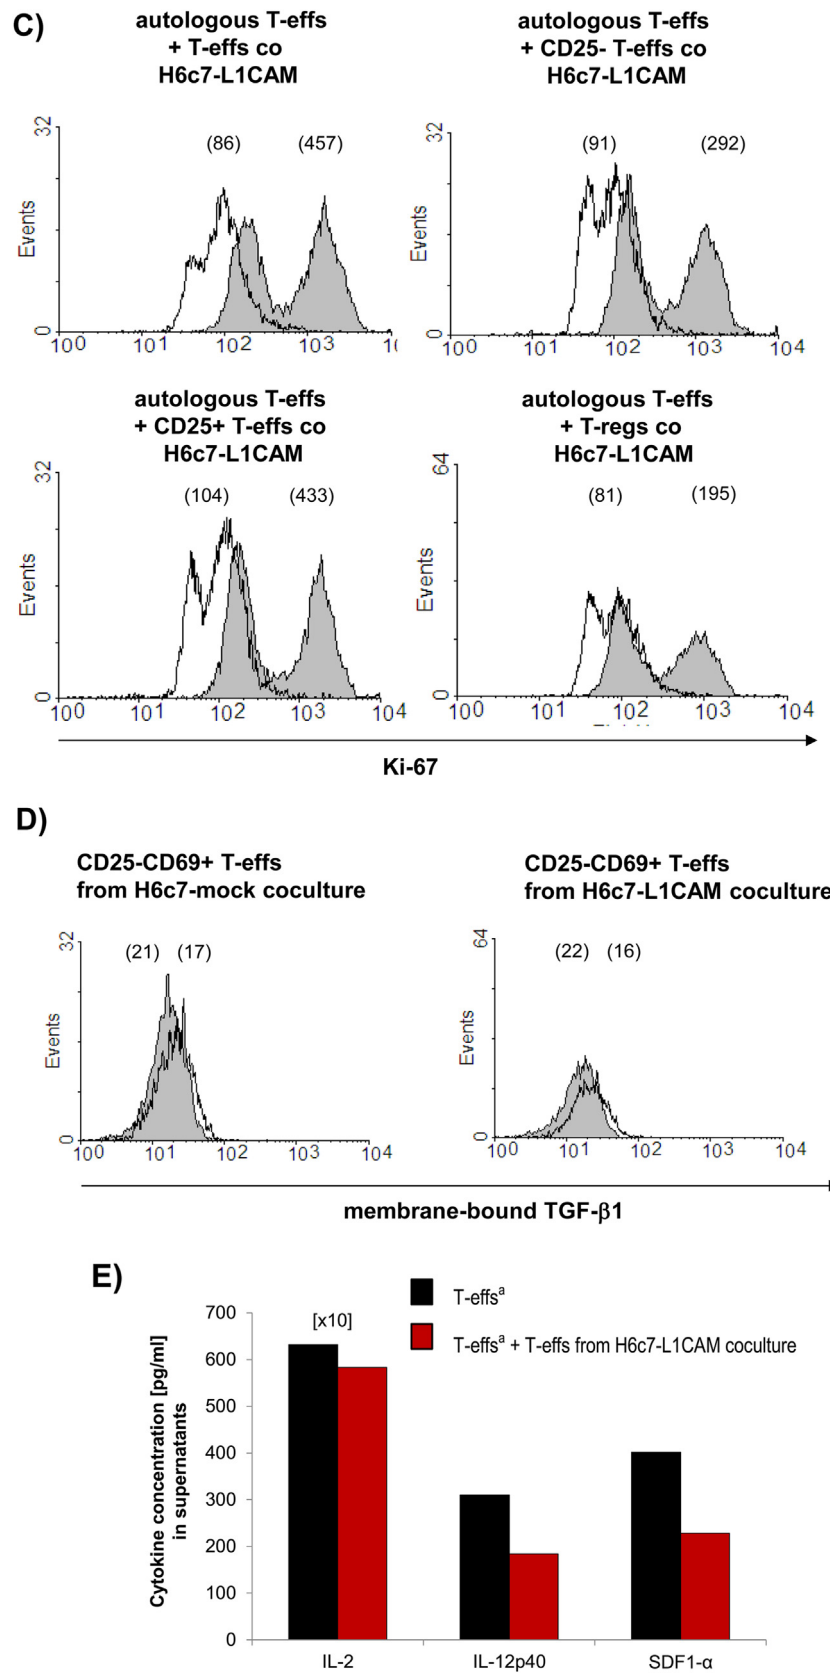 C)
autologous T-effs
+ T-effs co
H6c7-L1CAM
autologous T-effs
+ CD25- T-effs co
H6c7-L1CAM
32
(86)
(457)
Events
0
100 101 102 103
32
(91)
(292)
Events
0
100 101 102 103 104
autologous T-effs
+ CD25+ T-effs co
H6c7-L1CAM
autologous T-effs
+ T-regs co
H6c7-L1CAM
32
(104)
(433)
Events
0
100 101 102 103 104
64
(81)
(195)
Events
0
100 101 102 103 104
Ki-67
D)
CD25-CD69+ T-effs
from H6c7-mock coculture
CD25-CD69+ T-effs
from H6c7-L1CAM coculture
32
(21) (17)
Events
0
100 101 102 103 104
64
(22) (16)
Events
0
100 101 102 103 104
membrane-bound TGF-β1
E)
T-effsa
T-effsa + T-effs from H6c7-L1CAM coculture
[x10]
Cytokine concentration [pg/ml]
in supernatants
700
600
500
400
300
200
100
0
IL-2
IL-12p40
SDF1-α